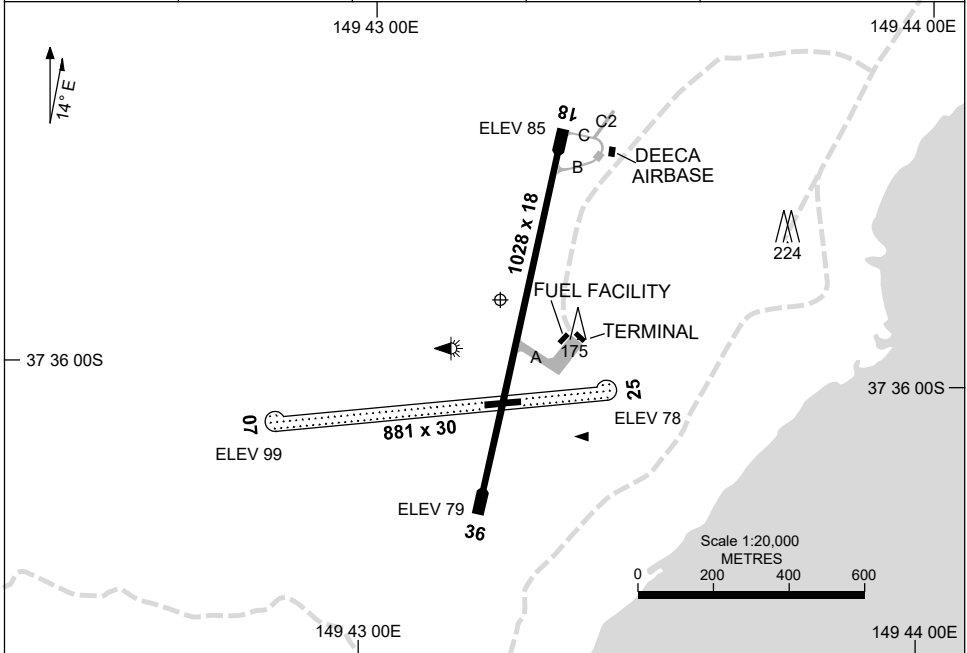 149 43 00E
149 44 00E
14° E
18
ELEV 85
C
C2
B
DEECA
AIRBASE
1028 x 18
224
FUEL FACILITY
TERMINAL
175
A
37 36 00S
37 36 00S
25
ELEV 78
07
881 x 30
ELEV 99
ELEV 79
36
Scale 1:20,000
METRES
0 200 400 600
149 43 00E
149 44 00E